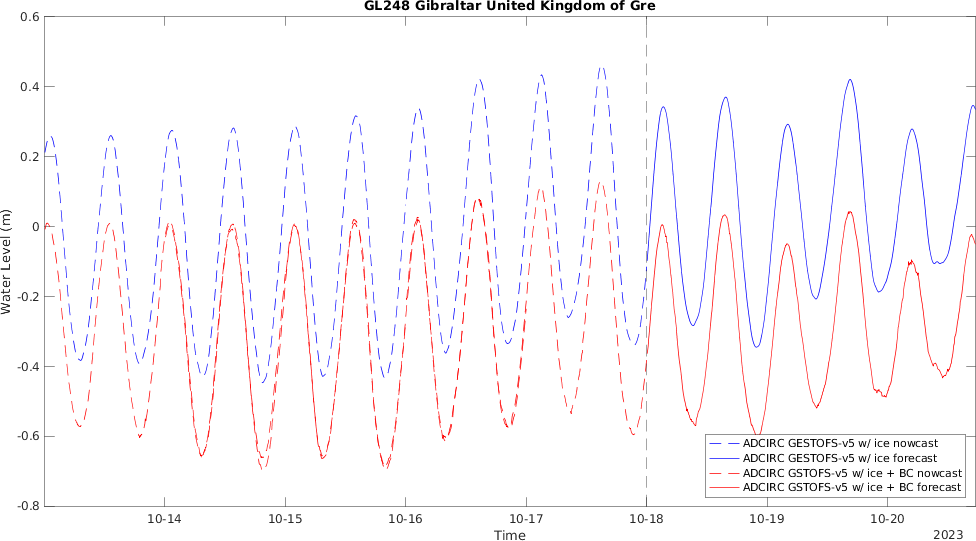 GL248 Gibraltar United Kingdom of Gre
Water Level (m)
0.6
0.4
0.2
0
-0.2
-0.4
-0.6
-0.8
10-14
10-15
10-16
10-17
10-18
10-19
10-20
Time
2023
ADCIRC GESTOFS-v5 w/ ice nowcast
ADCIRC GESTOFS-v5 w/ ice forecast
ADCIRC GSTOFS-v5 w/ ice + BC nowcast
ADCIRC GSTOFS-v5 w/ ice + BC forecast